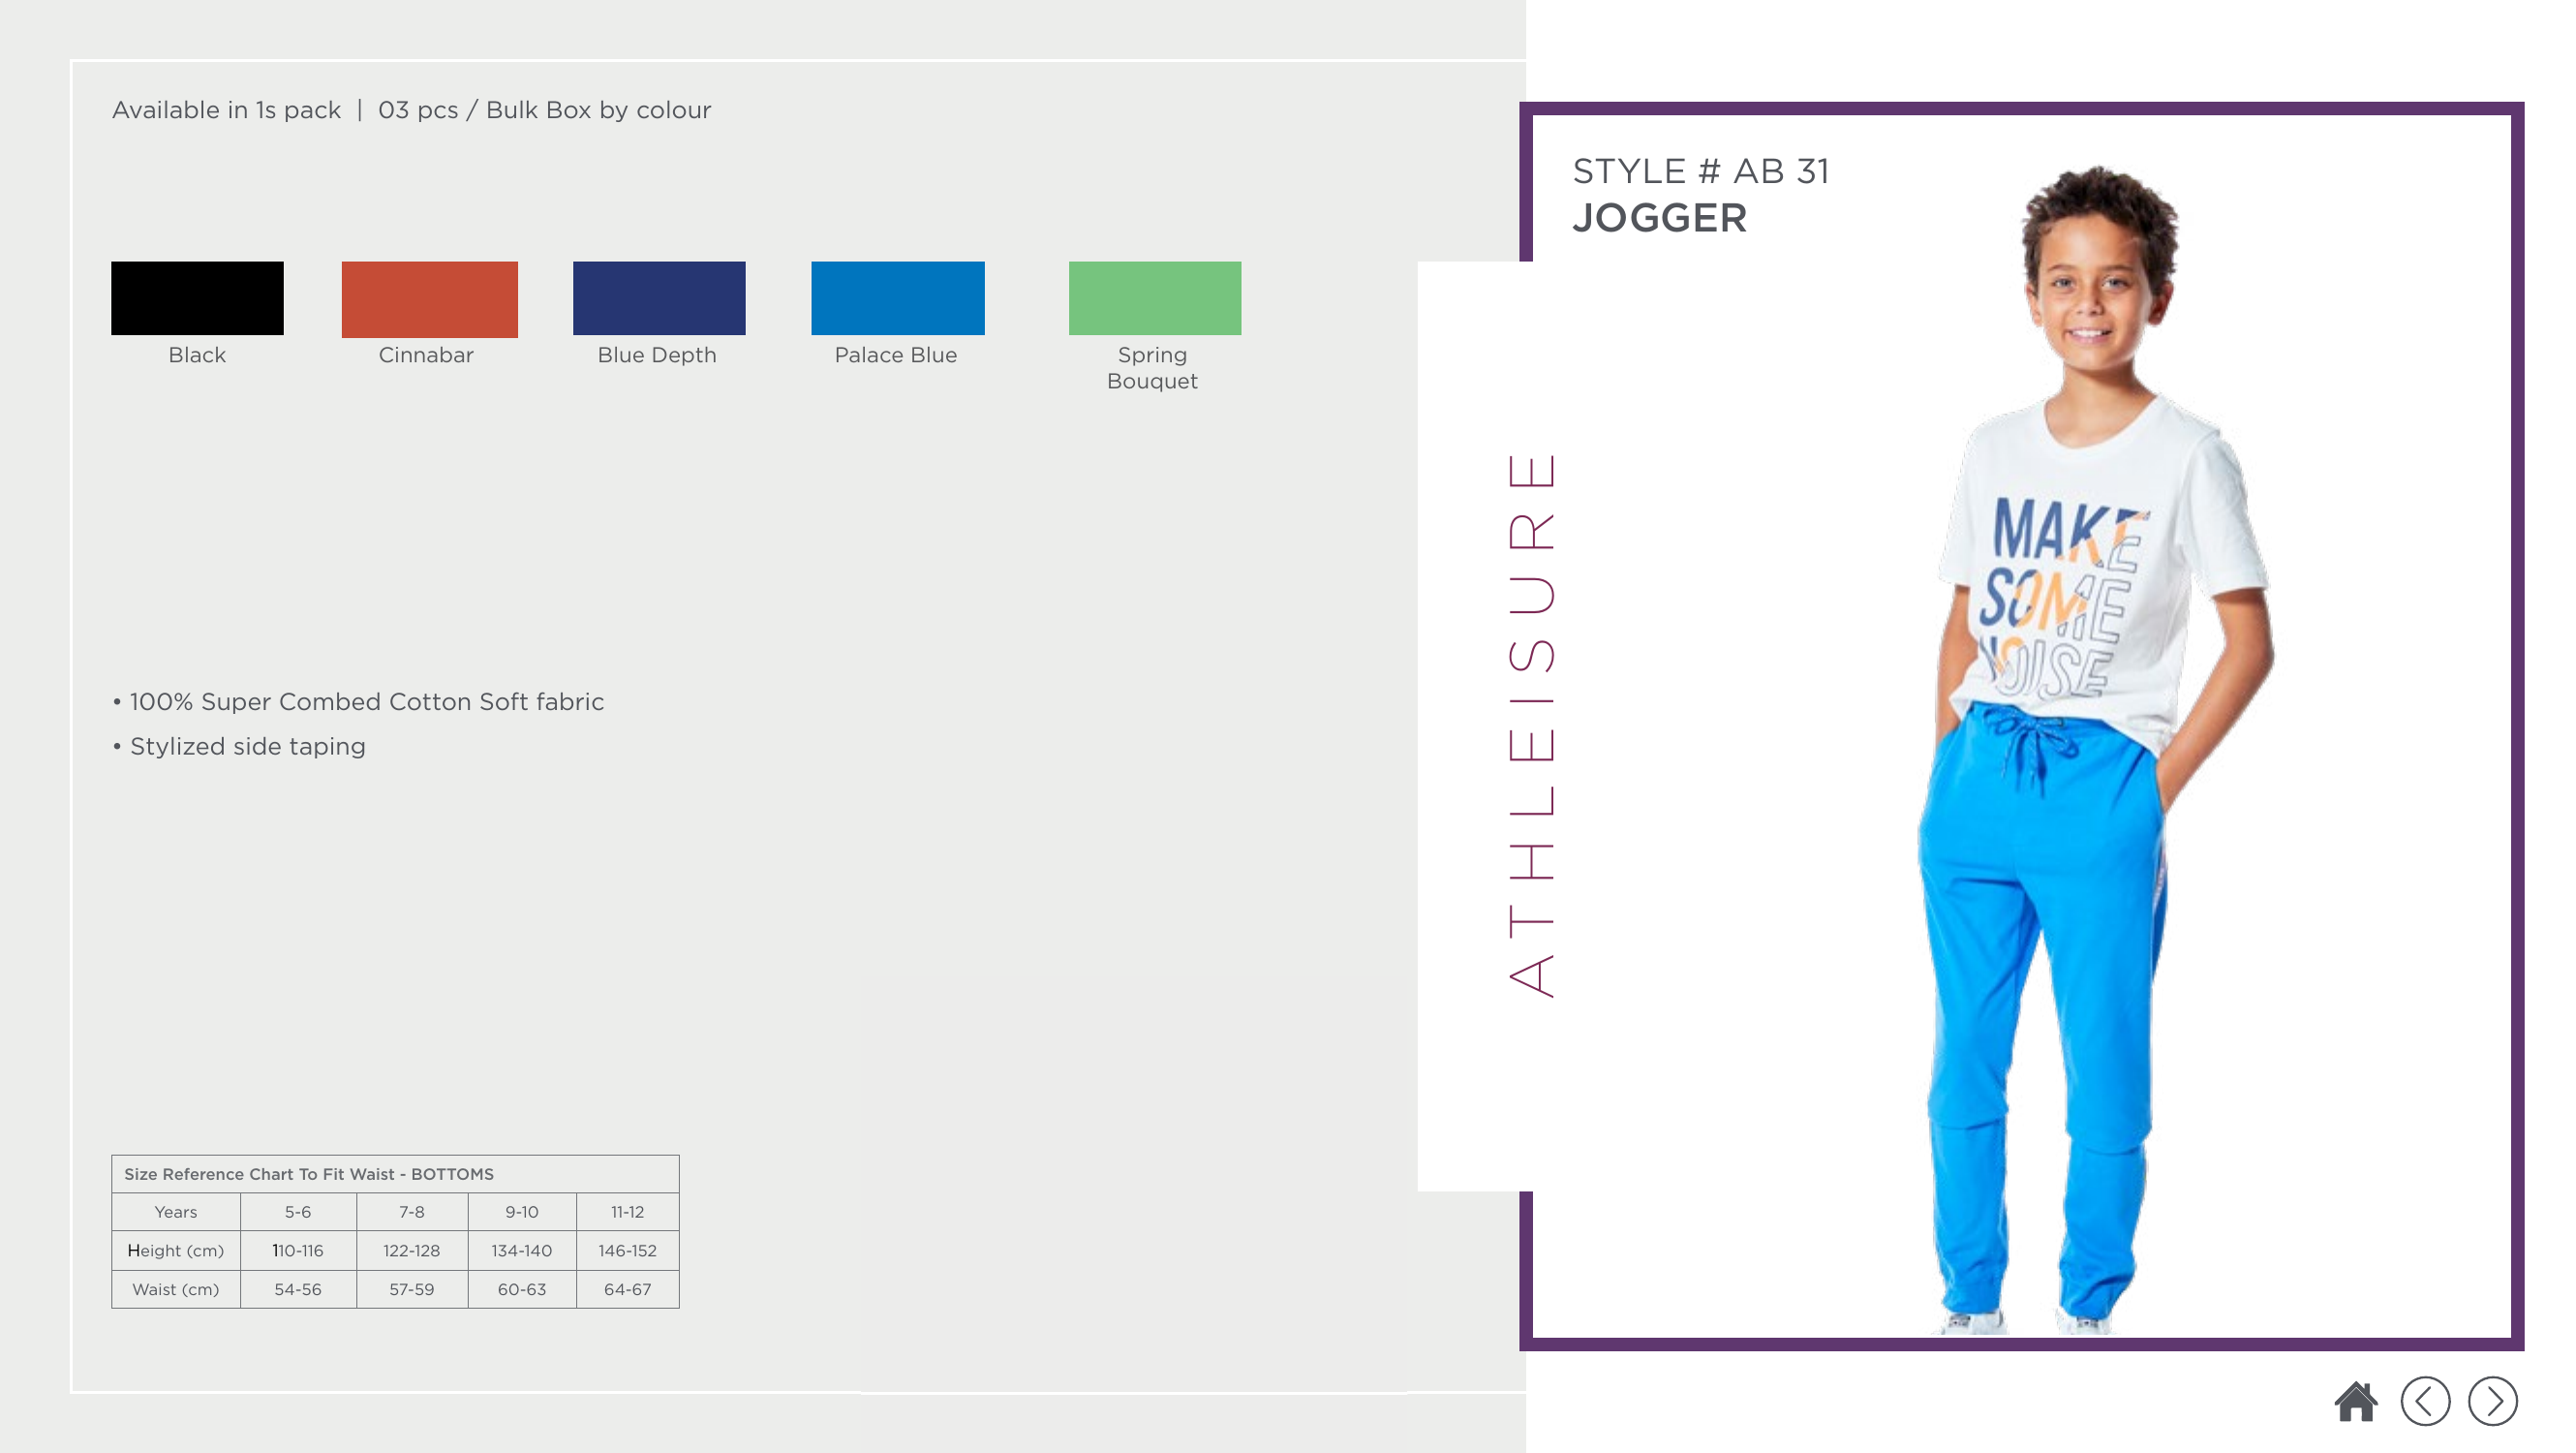 Available in 1s pack | 03 pcs / Bulk Box by colour
Black
Cinnabar
Blue Depth
Palace Blue
Spring
Bouquet
• 100% Super Combed Cotton Soft fabric
• Stylized side taping
Size Reference Chart To Fit Waist - BOTTOMS
Years 5-6 7-8 9-10 11-12
Height (cm) 110-116 122-128 134-140 146-152
Waist (cm) 54-56 57-59 60-63 64-67
ATHLEISURE
STYLE # AB 31
JOGGER
MAKE
SOME
NOISE